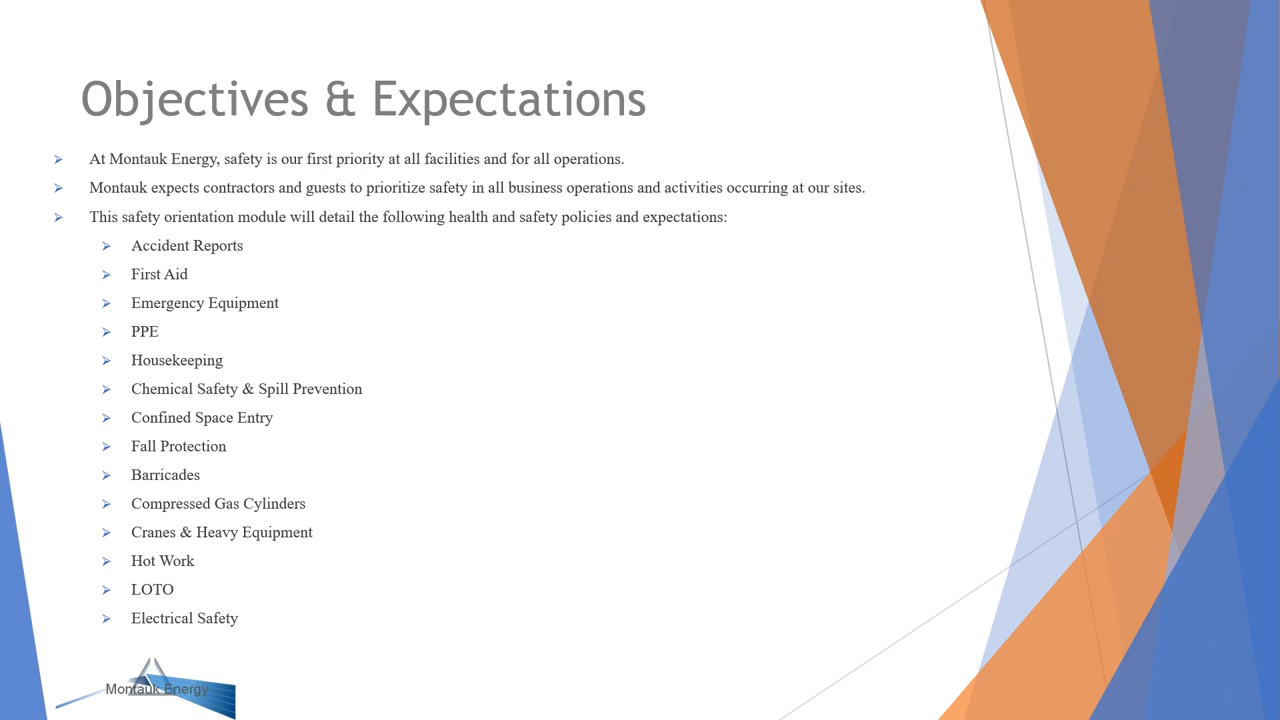 Objectives & Expectations
At Montauk Energy, safety is our first priority at all facilities and for all operations.
Montauk expects contractors and guests to prioritize safety in all business operations and activities occurring at our sites.
This safety orientation module will detail the following health and safety policies and expectations:
Accident Reports
First Aid
Emergency Equipment
PPE
Housekeeping
Chemical Safety & Spill Prevention
Confined Space Entry
Fall Protection
Barricades
Compressed Gas Cylinders
Cranes & Heavy Equipment
Hot Work
LOTO
Electrical Safety
Montauk Energy